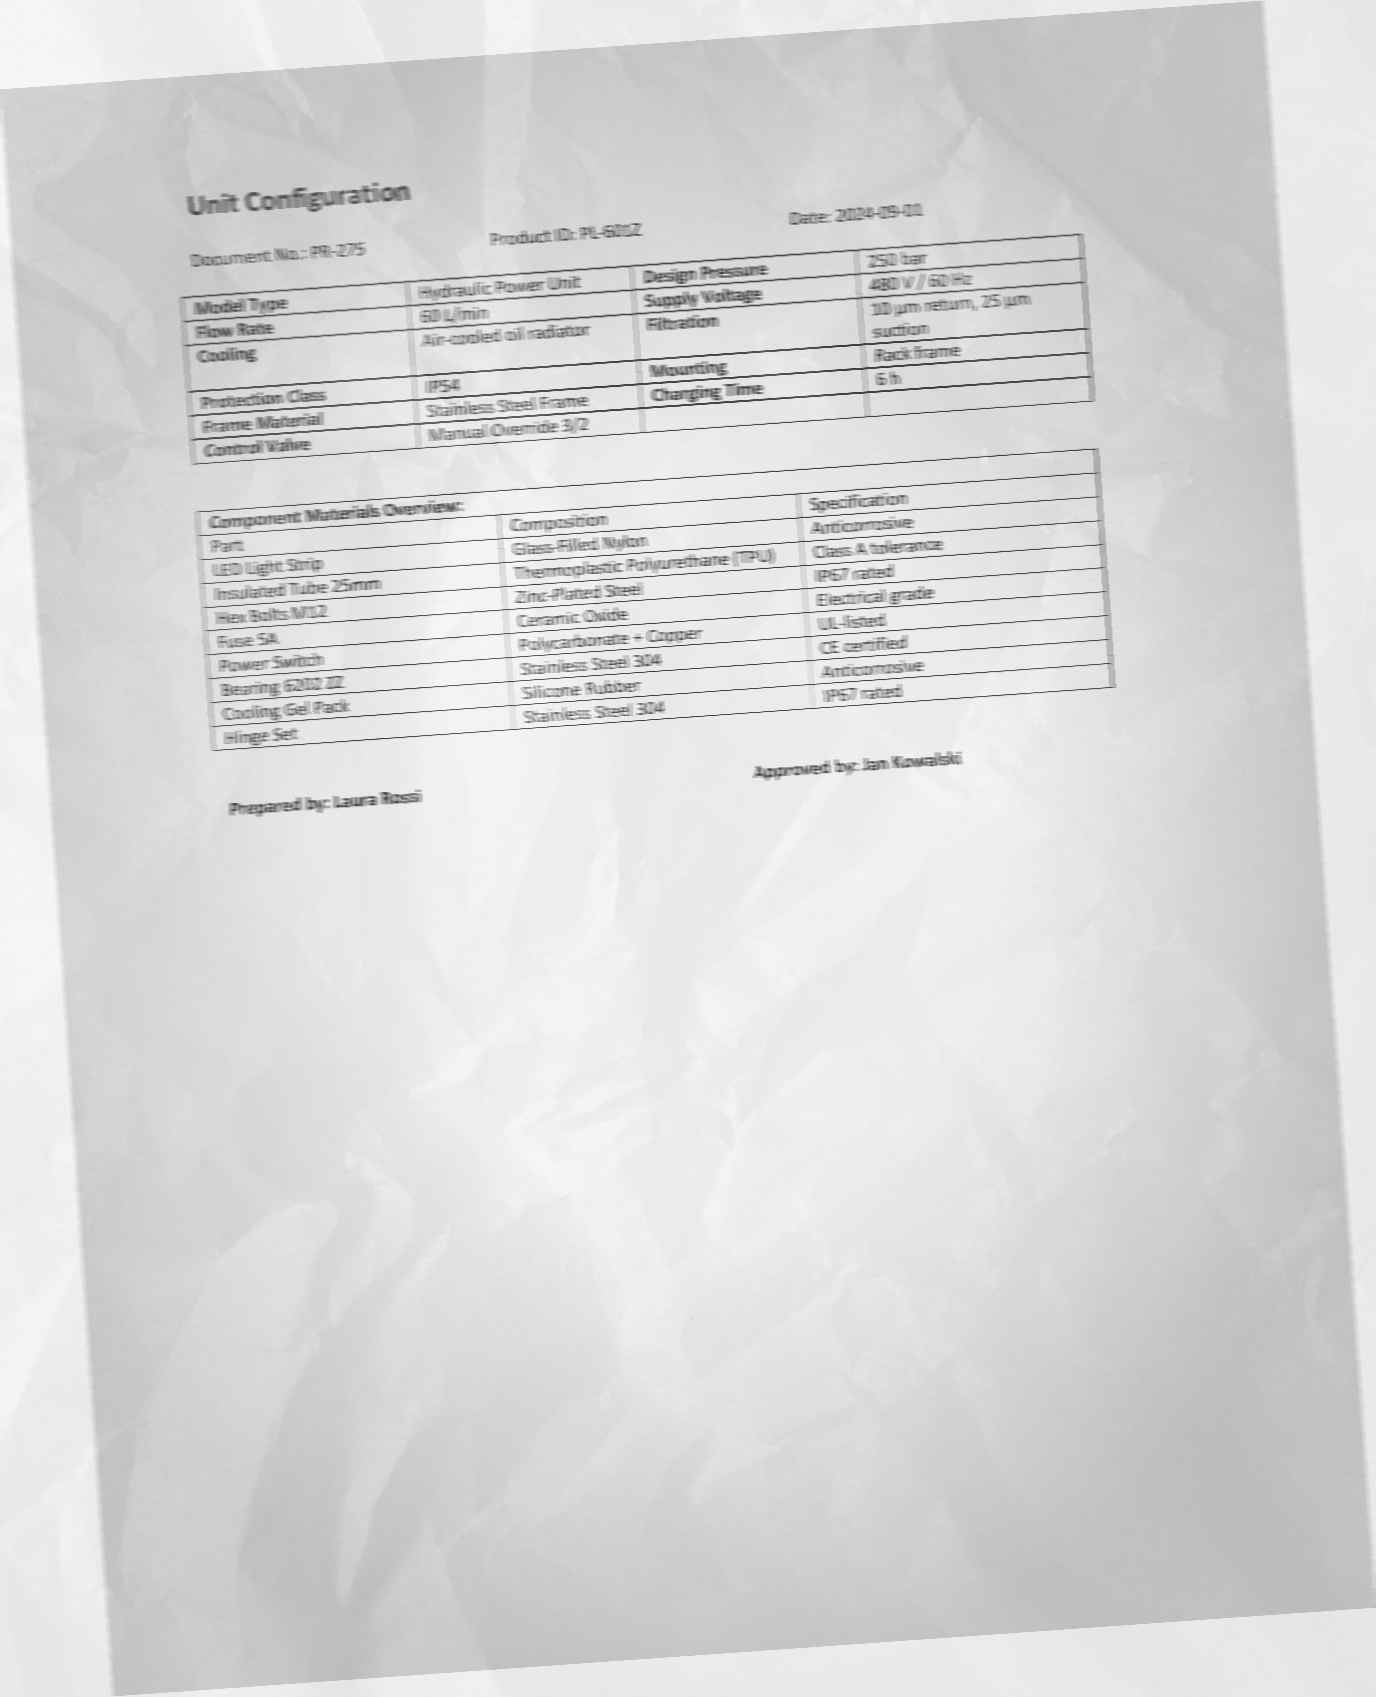 Unit Configuration
Document No.: PR-275 Product ID: PL-601Z Date: 2024-09-01
Model Type Hydraulic Power Unit Design Pressure 250 bar
Flow Rate 60 L/min Supply Voltage 480 V / 60 Hz
Cooling Air-cooled oil radiator Filtration 10 µm return, 25 µm
suction
Protection Class IP54 Mounting Rack frame
Frame Material Stainless Steel Frame Charging Time 6 h
Control Valve Manual Override 3/2
Component Materials Overview:
Part Composition Specification
LED Light Strip Glass-Filled Nylon Anticorrosive
Insulated Tube 25mm Thermoplastic Polyurethane (TPU) Class A tolerance
Hex Bolts M12 Zinc-Plated Steel IP67 rated
Fuse 5A Ceramic Oxide Electrical grade
Power Switch Polycarbonate + Copper UL-listed
Bearing 6202 ZZ Stainless Steel 304 CE certified
Cooling Gel Pack Silicone Rubber Anticorrosive
Hinge Set Stainless Steel 304 IP67 rated
Prepared by: Laura Rossi Approved by: Jan Kowalski